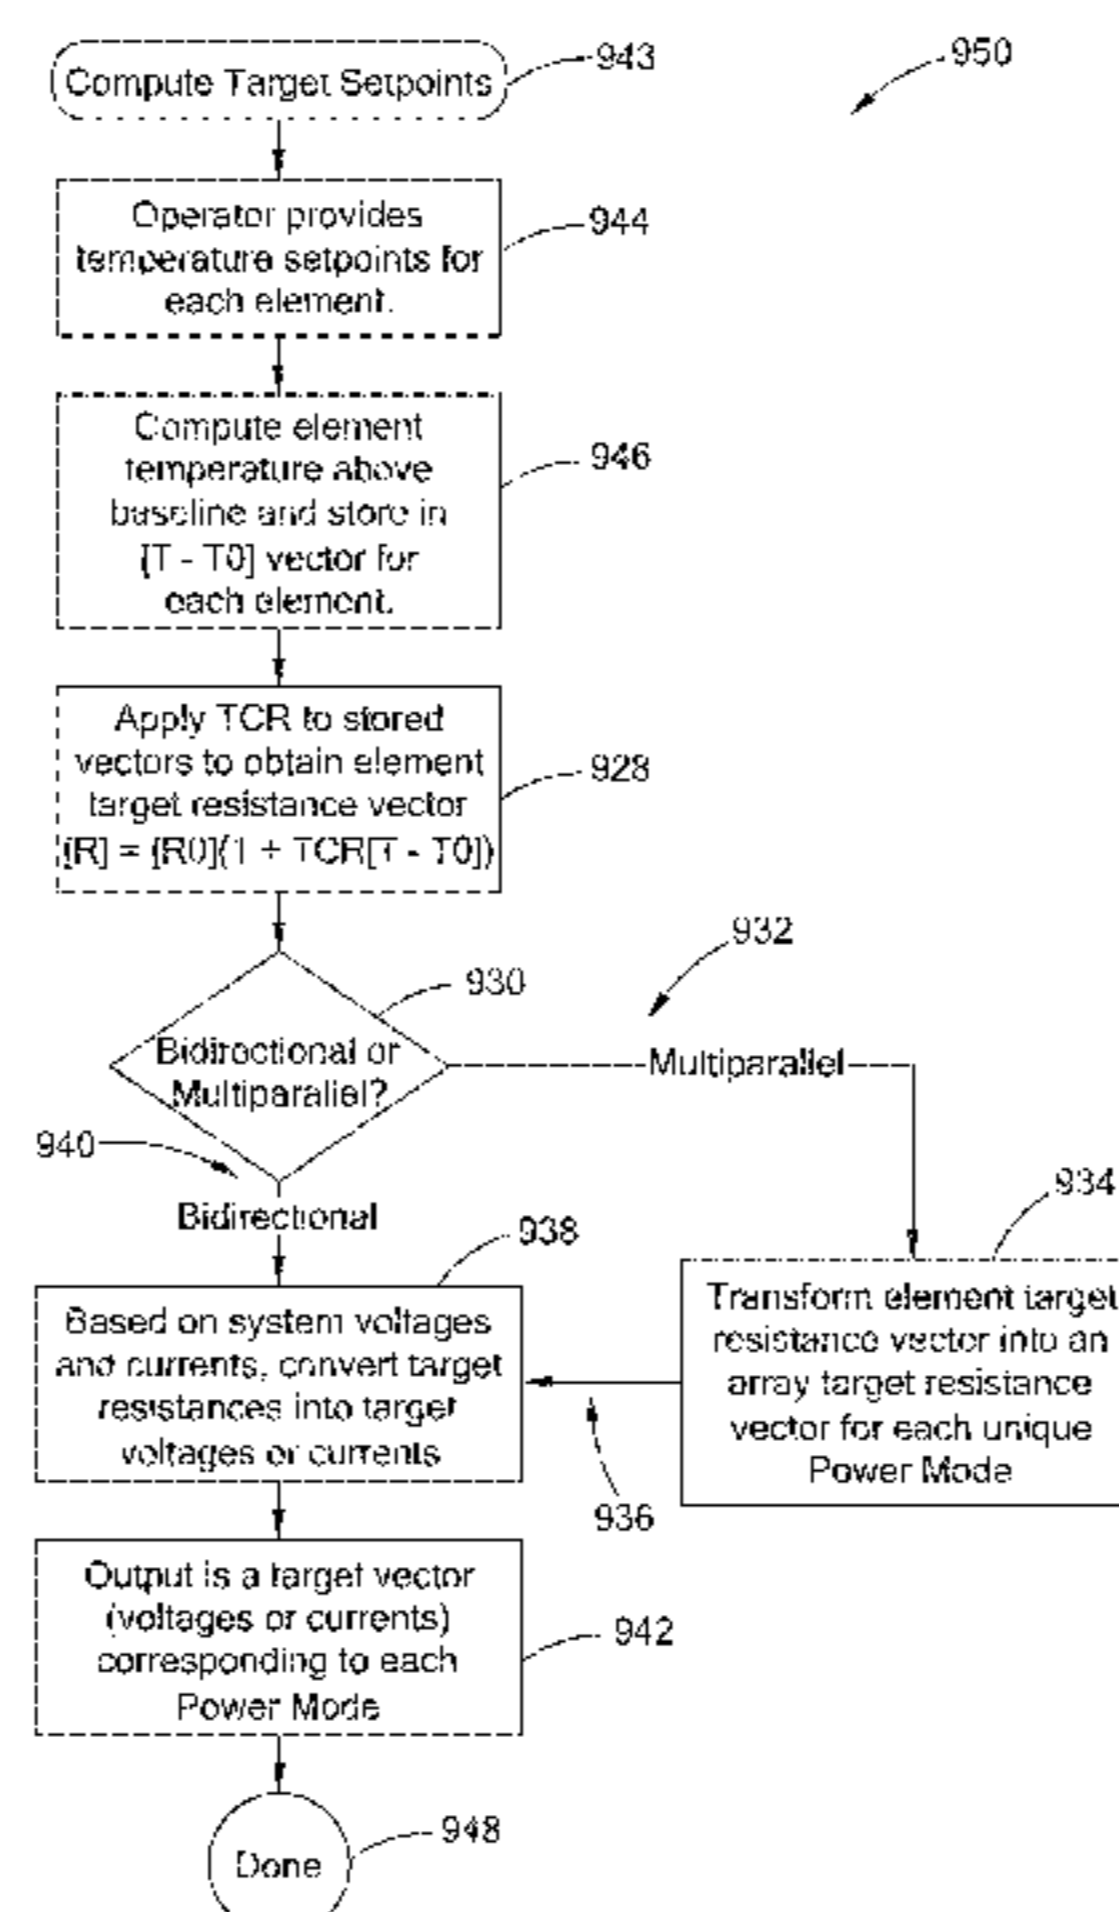 Compute Target Setpoints
943
950
Operator provides
temperature setpoints for
each element.
944
Compute element
temperature above
baseline and store in
[T - T0] vector for
each element.
946
Apply TCR to stored
vectors to obtain element
target resistance vector
[R] = [R0](1 + TCR[T - T0])
928
932
930
Bidirectional or
Multiparallel?
Multiparallel
940
Bidirectional
934
938
Based on system voltages
and currents, convert target
resistances into target
voltages or currents
Transform element target
resistance vector into an
array target resistance
vector for each unique
Power Mode
936
Output is a target vector
(voltages or currents)
corresponding to each
Power Mode
942
Done
948